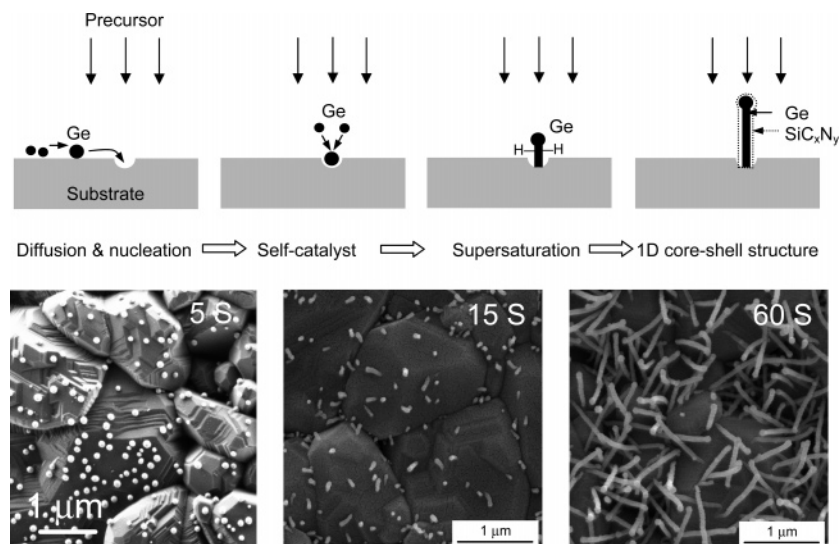 Precursor
Ge
Ge
Ge
H H
Ge
SiCxNy
Substrate
Diffusion & nucleation
Self-catalyst
Supersaturation
1D core-shell structure
5 S
15 S
60 S
1 μm
1 μm
1 μm